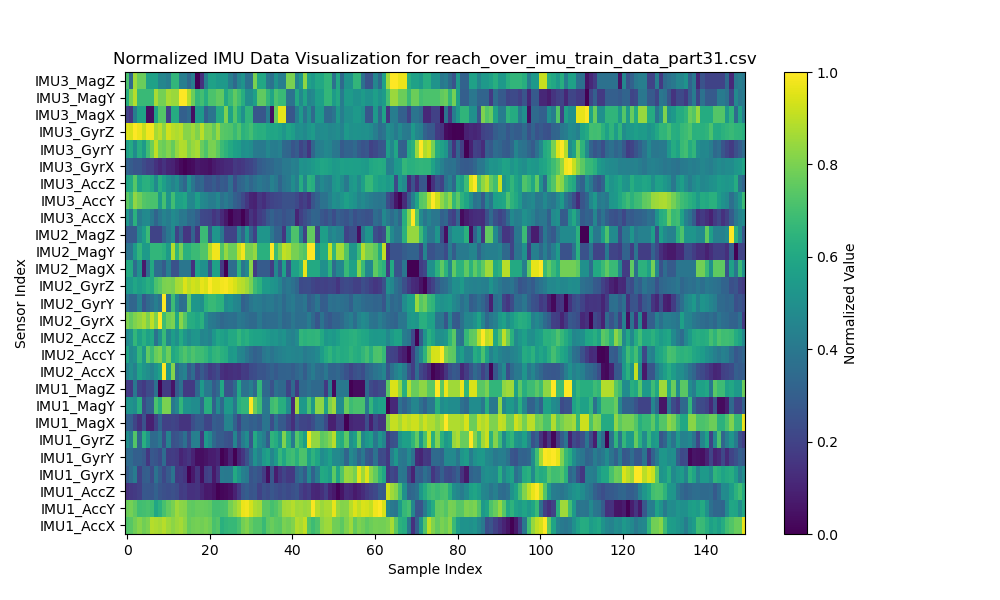 Normalized IMU Data Visualization for reach_over_imu_train_data_part31.csv
IMU3_MagZ
IMU3_MagY
IMU3_MagX
IMU3_GyrZ
IMU3_GyrY
IMU3_GyrX
IMU3_AccZ
IMU3_AccY
IMU3_AccX
IMU2_MagZ
IMU2_MagY
IMU2_MagX
IMU2_GyrZ
IMU2_GyrY
IMU2_GyrX
IMU2_AccZ
IMU2_AccY
IMU2_AccX
IMU1_MagZ
IMU1_MagY
IMU1_MagX
IMU1_GyrZ
IMU1_GyrY
IMU1_GyrX
IMU1_AccZ
IMU1_AccY
IMU1_AccX
Sensor Index
0 20 40 60 80 100 120 140
Sample Index
1.0
0.8
0.6
0.4
0.2
0.0
Normalized Value